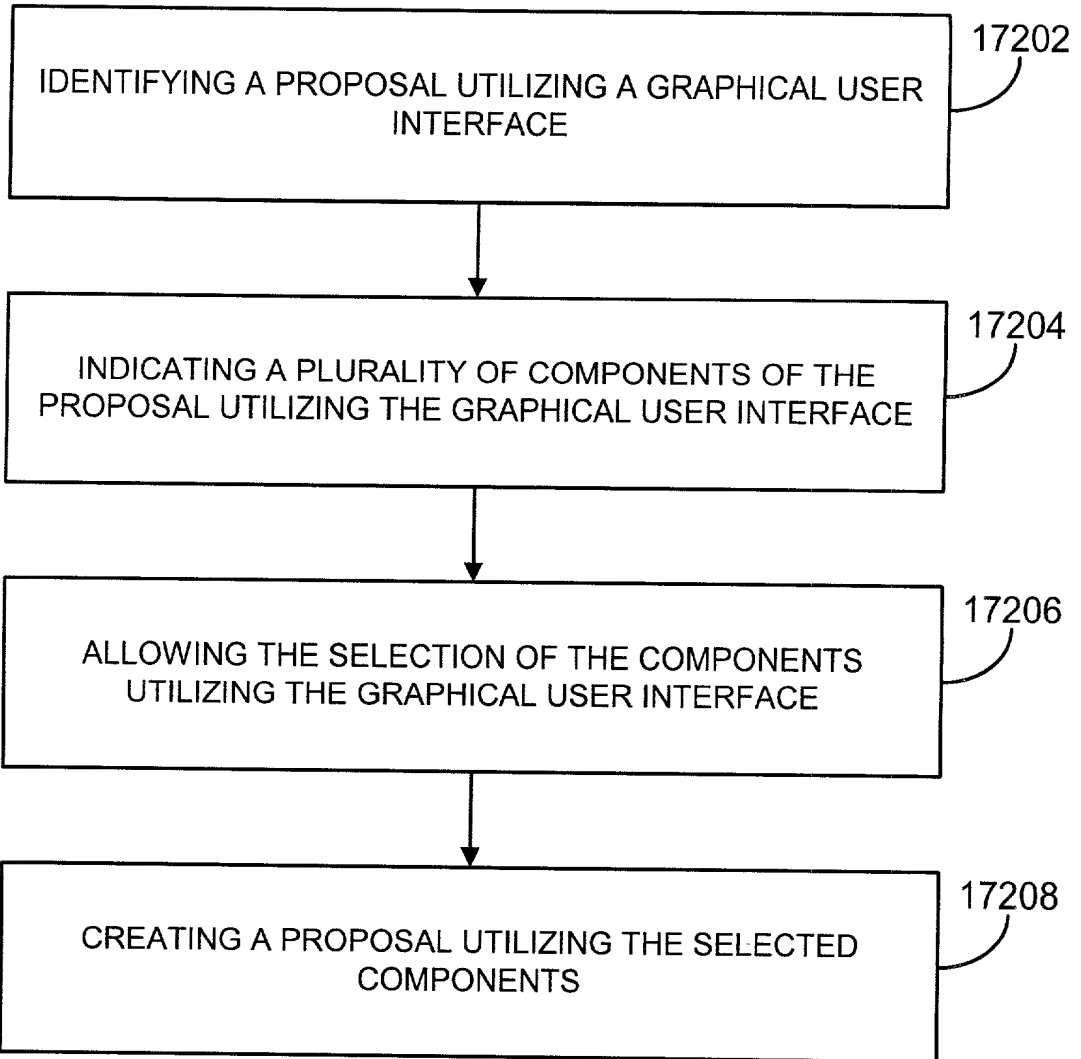 17202
IDENTIFYING A PROPOSAL UTILIZING A GRAPHICAL USER
INTERFACE
17204
INDICATING A PLURALITY OF COMPONENTS OF THE
PROPOSAL UTILIZING THE GRAPHICAL USER INTERFACE
17206
ALLOWING THE SELECTION OF THE COMPONENTS
UTILIZING THE GRAPHICAL USER INTERFACE
17208
CREATING A PROPOSAL UTILIZING THE SELECTED
COMPONENTS